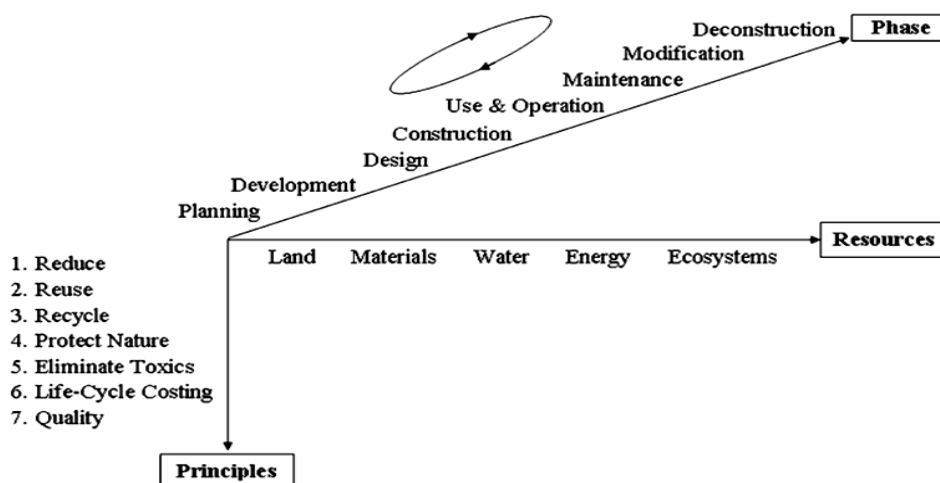 Deconstruction
Phase
Modification
Maintenance
Use & Operation
Construction
Design
Development
Planning
Land Materials Water Energy Ecosystems
Resources
1. Reduce
2. Reuse
3. Recycle
4. Protect Nature
5. Eliminate Toxics
6. Life-Cycle Costing
7. Quality
Principles